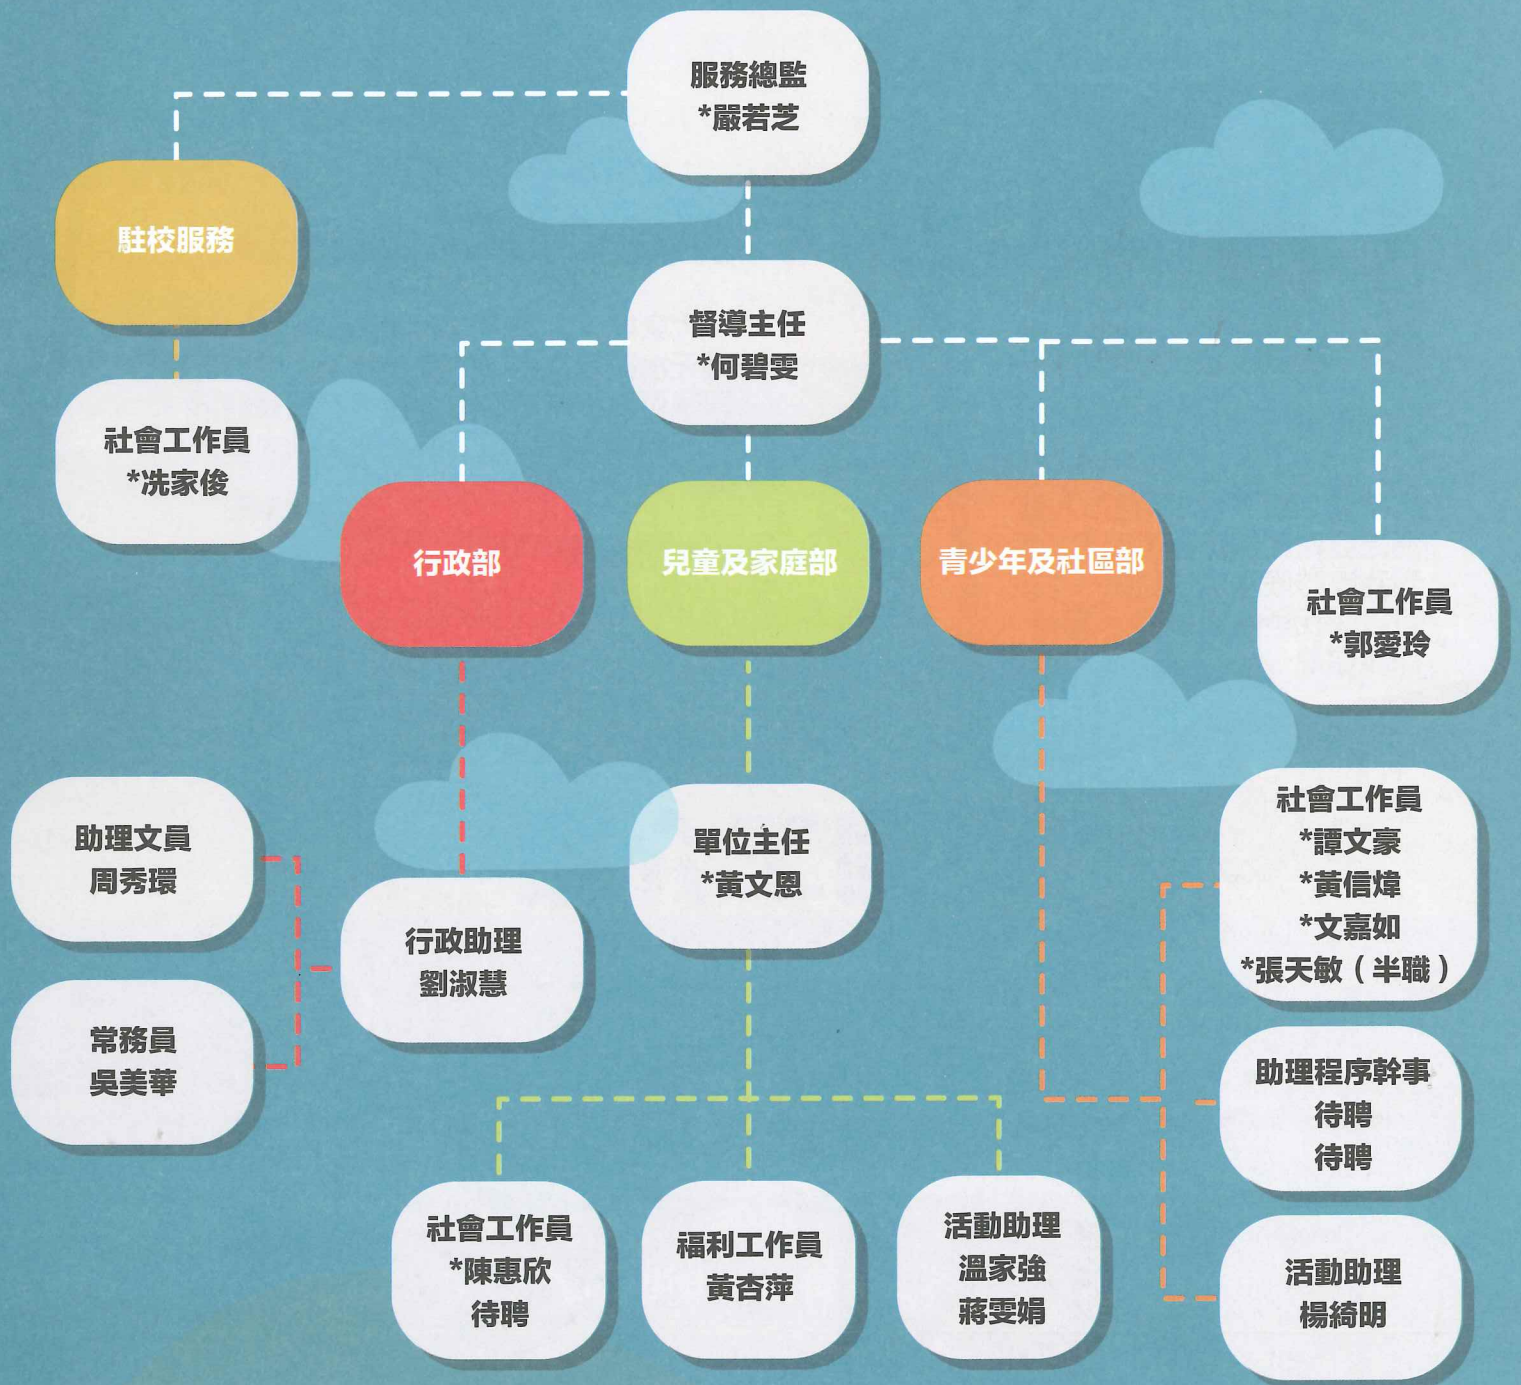 服務總監
*嚴若芝
駐校服務
社會工作員
*冼家俊
督導主任
*何碧雯
行政部
兒童及家庭部
青少年及社區部
社會工作員
*郭愛玲
助理文員
周秀環
常務員
吳美華
行政助理
劉淑慧
單位主任
*黃文恩
社會工作員
*譚文豪
*黃信煒
*文嘉如
*張天敏（半職）
助理程序幹事
待聘
待聘
社會工作員
*陳惠欣
待聘
福利工作員
黃杏萍
活動助理
溫家強
蔣雯娟
活動助理
楊綺明